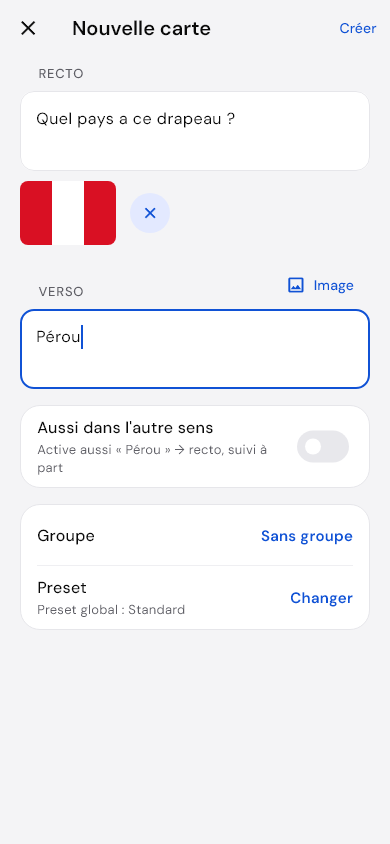 Nouvelle carte
Créer
RECTO
Quel pays a ce drapeau ?
VERSO
Image
Pérou
Aussi dans l'autre sens
Active aussi « Pérou » → recto, suivi à
part
Groupe
Sans groupe
Preset
Preset global : Standard
Changer